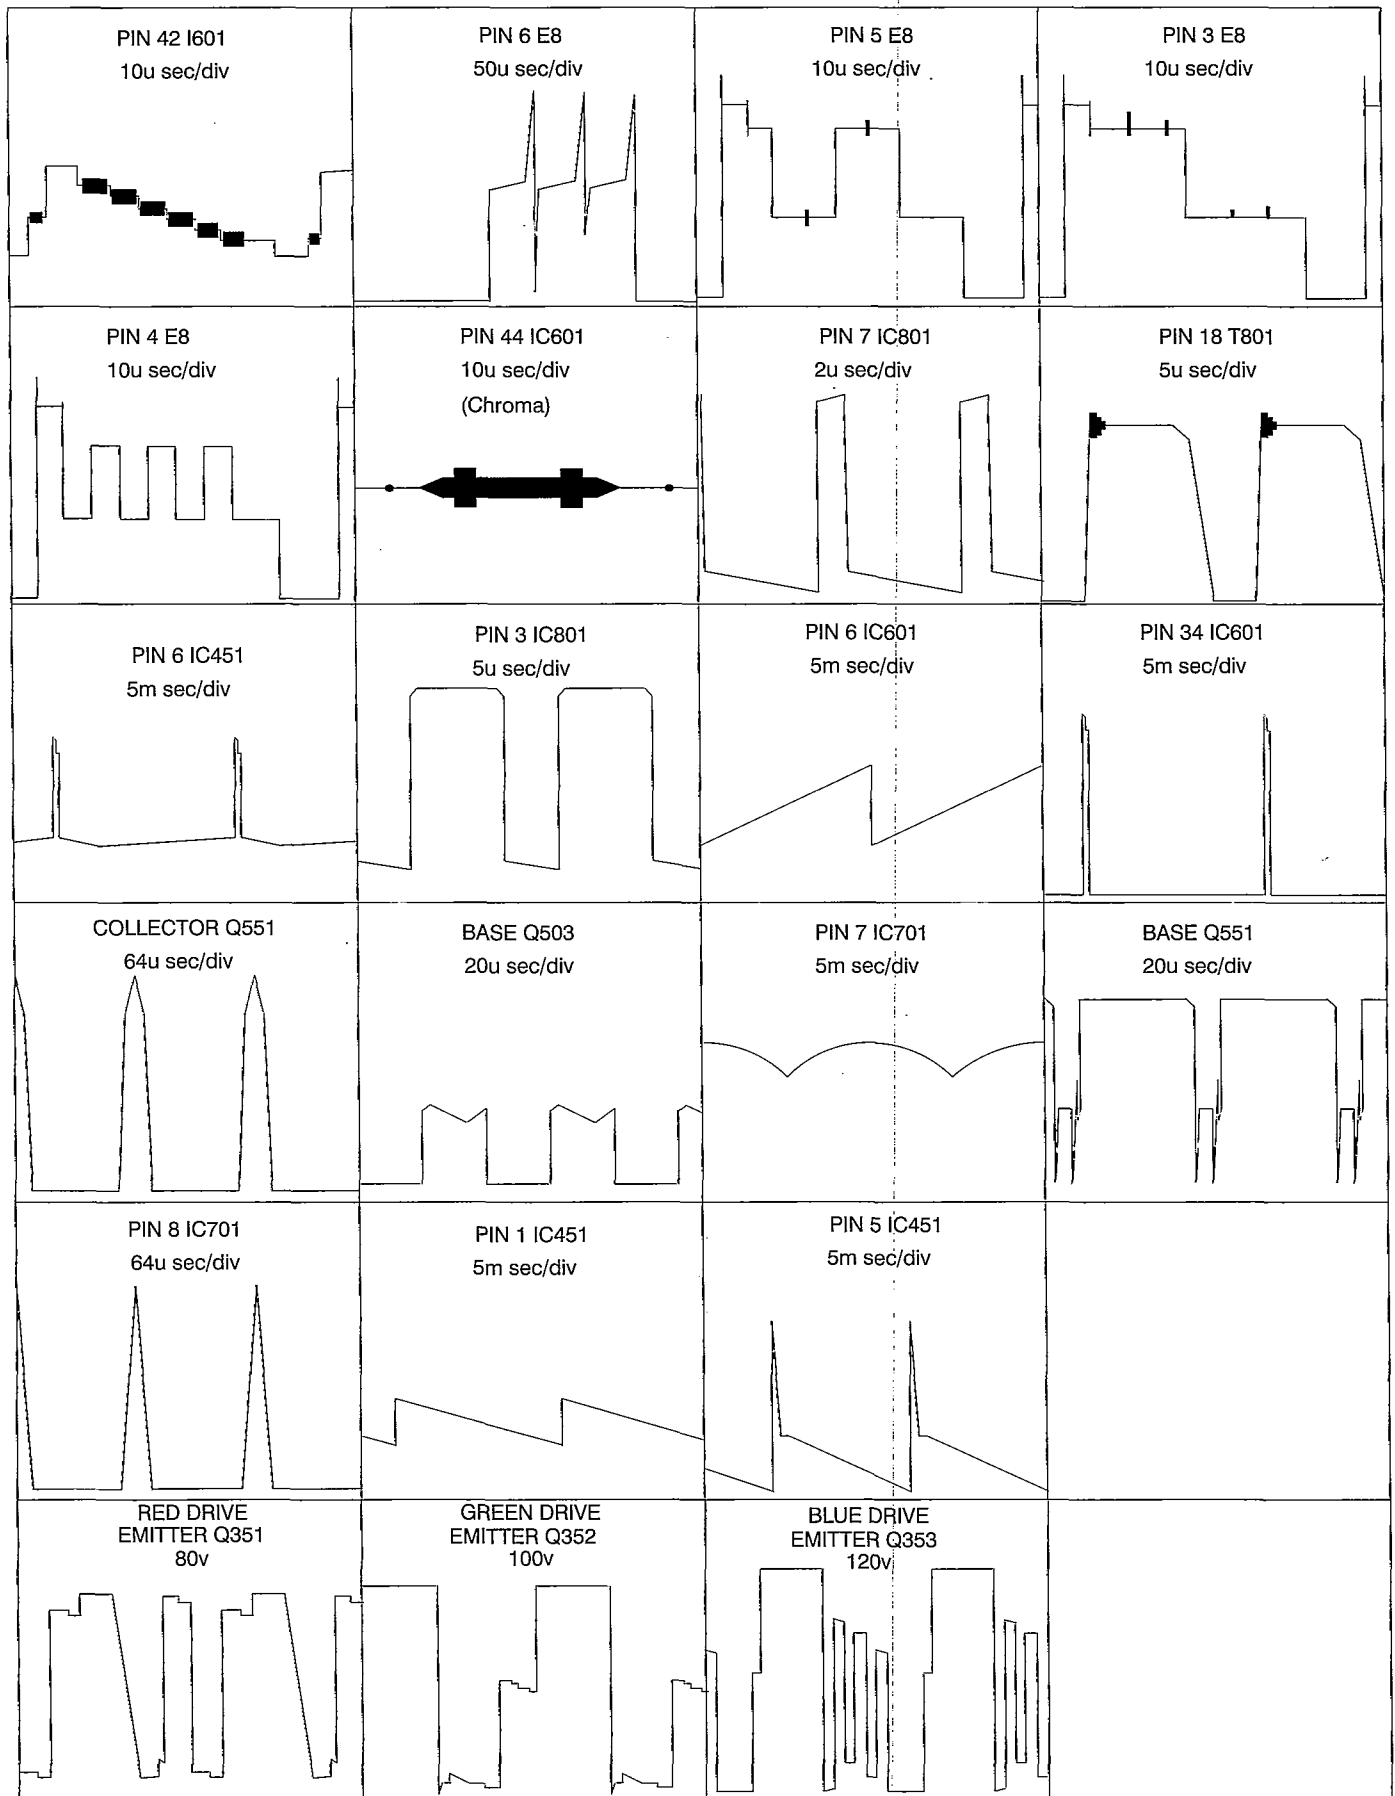 PIN 42 I601
10u sec/div
PIN 6 E8
50u sec/div
PIN 5 E8
10u sec/div
PIN 3 E8
10u sec/div
PIN 4 E8
10u sec/div
PIN 44 IC601
10u sec/div
(Chroma)
PIN 7 IC801
2u sec/div
PIN 18 T801
5u sec/div
PIN 6 IC451
5m sec/div
PIN 3 IC801
5u sec/div
PIN 6 IC601
5m sec/div
PIN 34 IC601
5m sec/div
COLLECTOR Q551
64u sec/div
BASE Q503
20u sec/div
PIN 7 IC701
5m sec/div
BASE Q551
20u sec/div
PIN 8 IC701
64u sec/div
PIN 1 IC451
5m sec/div
PIN 5 IC451
5m sec/div
RED DRIVE
EMITTER Q351
80v
GREEN DRIVE
EMITTER Q352
100v
BLUE DRIVE
EMITTER Q353
120v